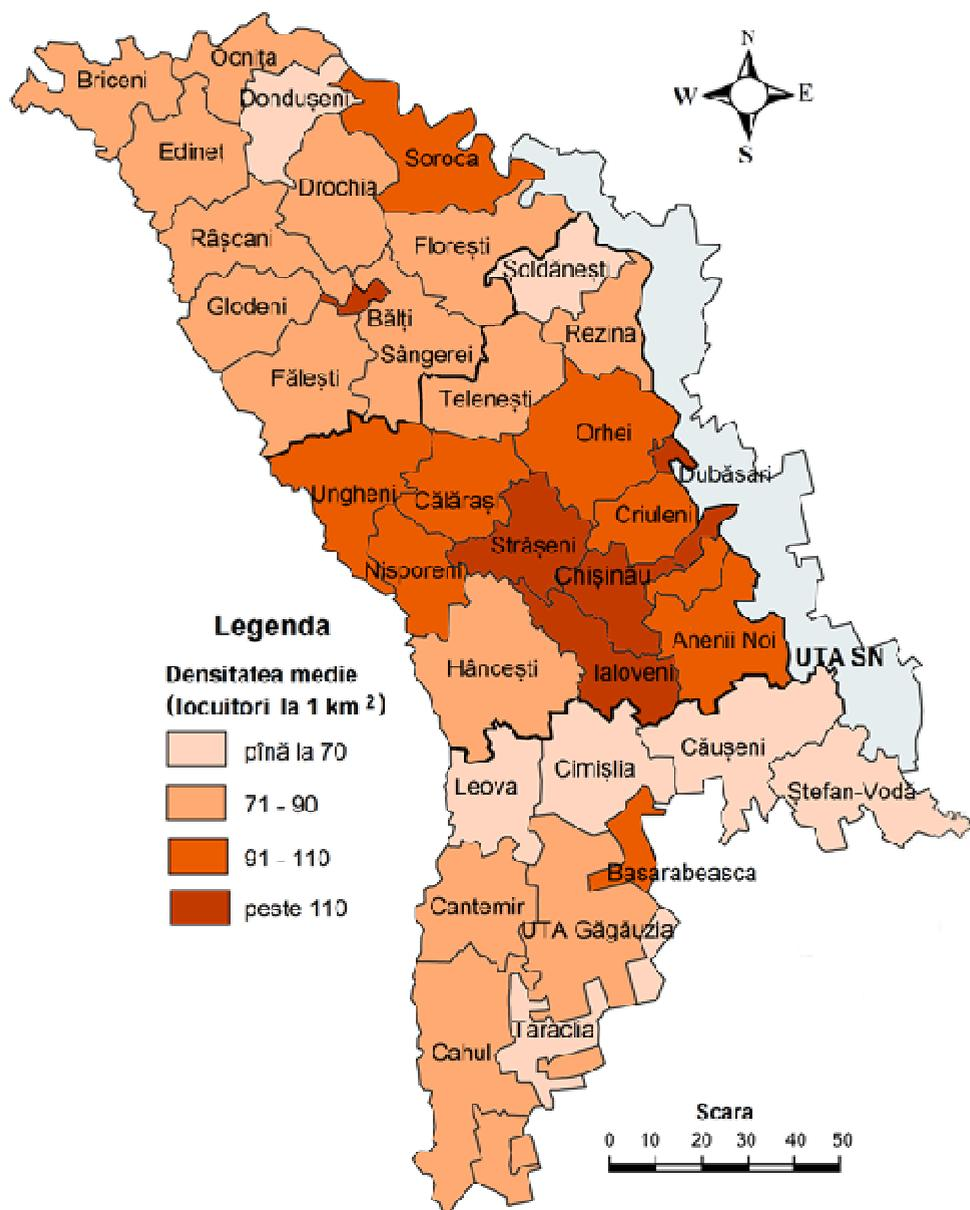 N
W E
S
Ocnița
Briceni
Dondușeni
Edineț
Soroca
Drochia
Râșcani
Florești
Șoldănești
Glodeni
Bălți
Rezina
Sângerei
Fălești
Telenești
Orhei
Dubăsari
Ungheni
Călărași
Criuleni
Strășeni
Nisporeni
Chișinău
Anenii Noi
UTA SN
Hâncești
Ialoveni
Căușeni
Cimișlia
Leova
Ștefan-Vodă
Basarabeasca
Cantemir
UTA Găgăuzia
Taraclia
Cahul
Legenda
Densitatea medie
(locuitori la 1 km ²)
pînă la 70
71 - 90
91 - 110
peste 110
Scara
0 10 20 30 40 50